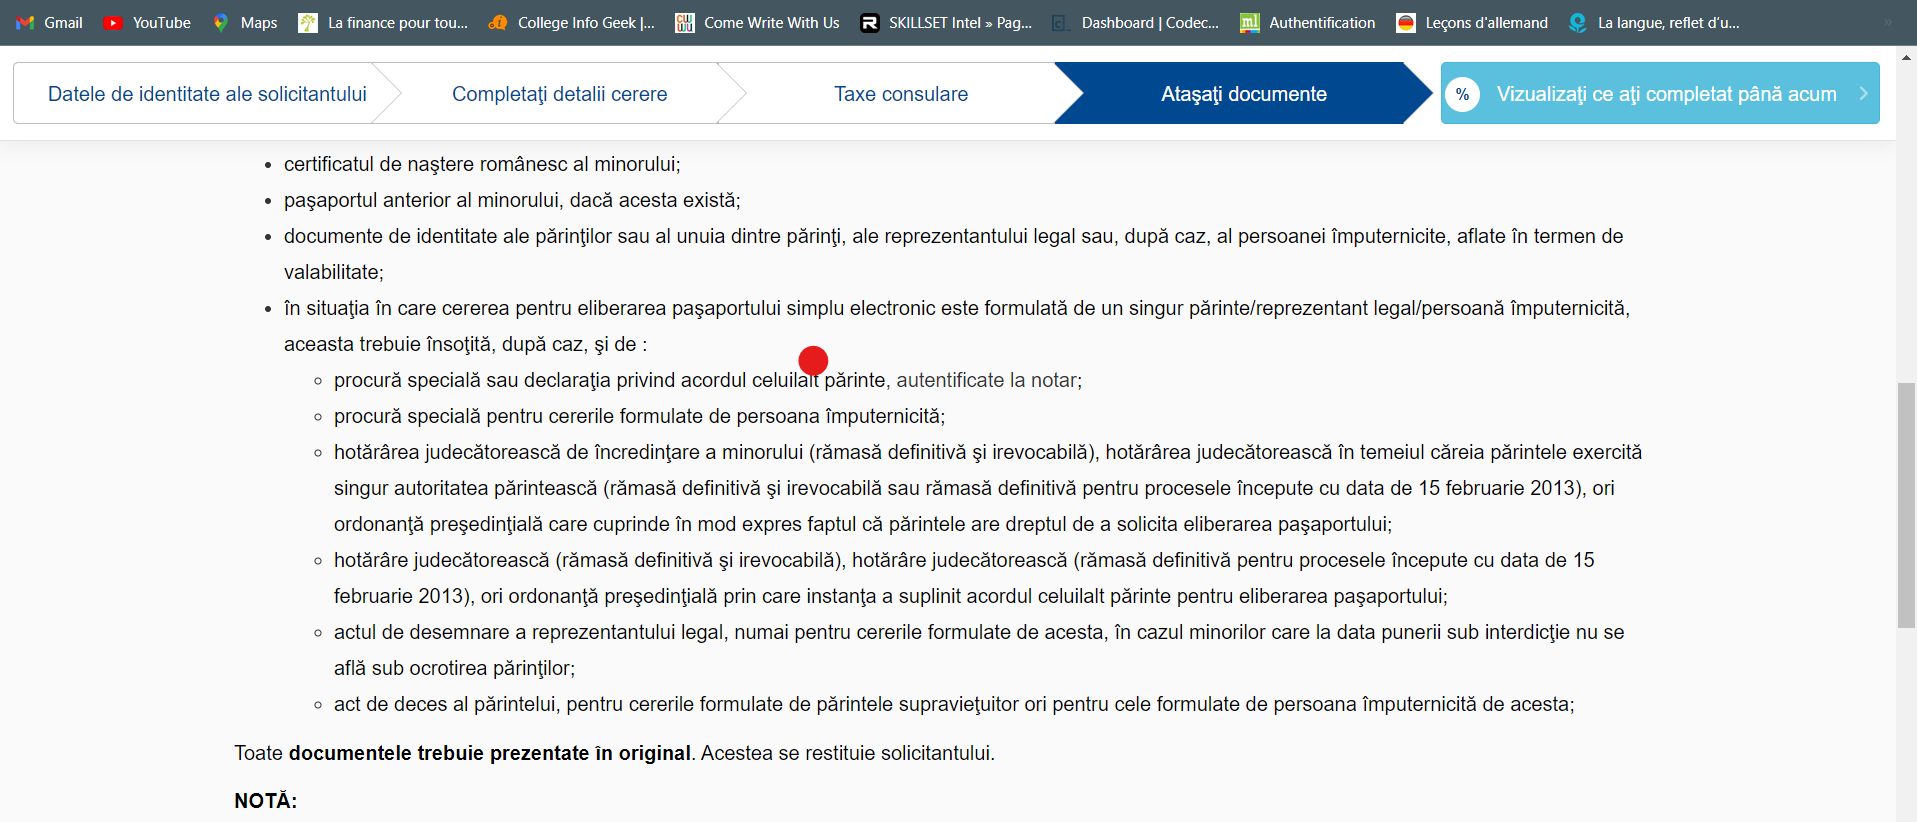 Gmail YouTube Maps La finance pour tou... College Info Geek |... Come Write With Us SKILLSET Intel » Pag... Dashboard | Codec... Authentification Leçons d'allemand La langue, reflet d'u... »
Datele de identitate ale solicitantului Completaţi detalii cerere Taxe consulare Ataşaţi documente % Vizualizaţi ce aţi completat până acum
certificatul de naştere românesc al minorului;
paşaportul anterior al minorului, dacă acesta există;
documente de identitate ale părinţilor sau al unuia dintre părinţi, ale reprezentantului legal sau, după caz, al persoanei împuternicite, aflate în termen de
valabilitate;
în situaţia în care cererea pentru eliberarea paşaportului simplu electronic este formulată de un singur părinte/reprezentant legal/persoană împuternicită,
aceasta trebuie însoţită, după caz, şi de :
procură specială sau declaraţia privind acordul celuilalt părinte, autentificate la notar;
procură specială pentru cererile formulate de persoana împuternicită;
hotărârea judecătorească de încredinţare a minorului (rămasă definitivă şi irevocabilă), hotărârea judecătorească în temeiul căreia părintele exercită
singur autoritatea părintească (rămasă definitivă şi irevocabilă sau rămasă definitivă pentru procesele începute cu data de 15 februarie 2013), ori
ordonanţă preşedinţială care cuprinde în mod expres faptul că părintele are dreptul de a solicita eliberarea paşaportului;
hotărâre judecătorească (rămasă definitivă şi irevocabilă), hotărâre judecătorească (rămasă definitivă pentru procesele începute cu data de 15
februarie 2013), ori ordonanţă preşedinţială prin care instanţa a suplinit acordul celuilalt părinte pentru eliberarea paşaportului;
actul de desemnare a reprezentantului legal, numai pentru cererile formulate de acesta, în cazul minorilor care la data punerii sub interdicţie nu se
află sub ocrotirea părinţilor;
act de deces al părintelui, pentru cererile formulate de părintele supravieţuitor ori pentru cele formulate de persoana împuternicită de acesta;
Toate documentele trebuie prezentate în original. Acestea se restituie solicitantului.
NOTĂ: